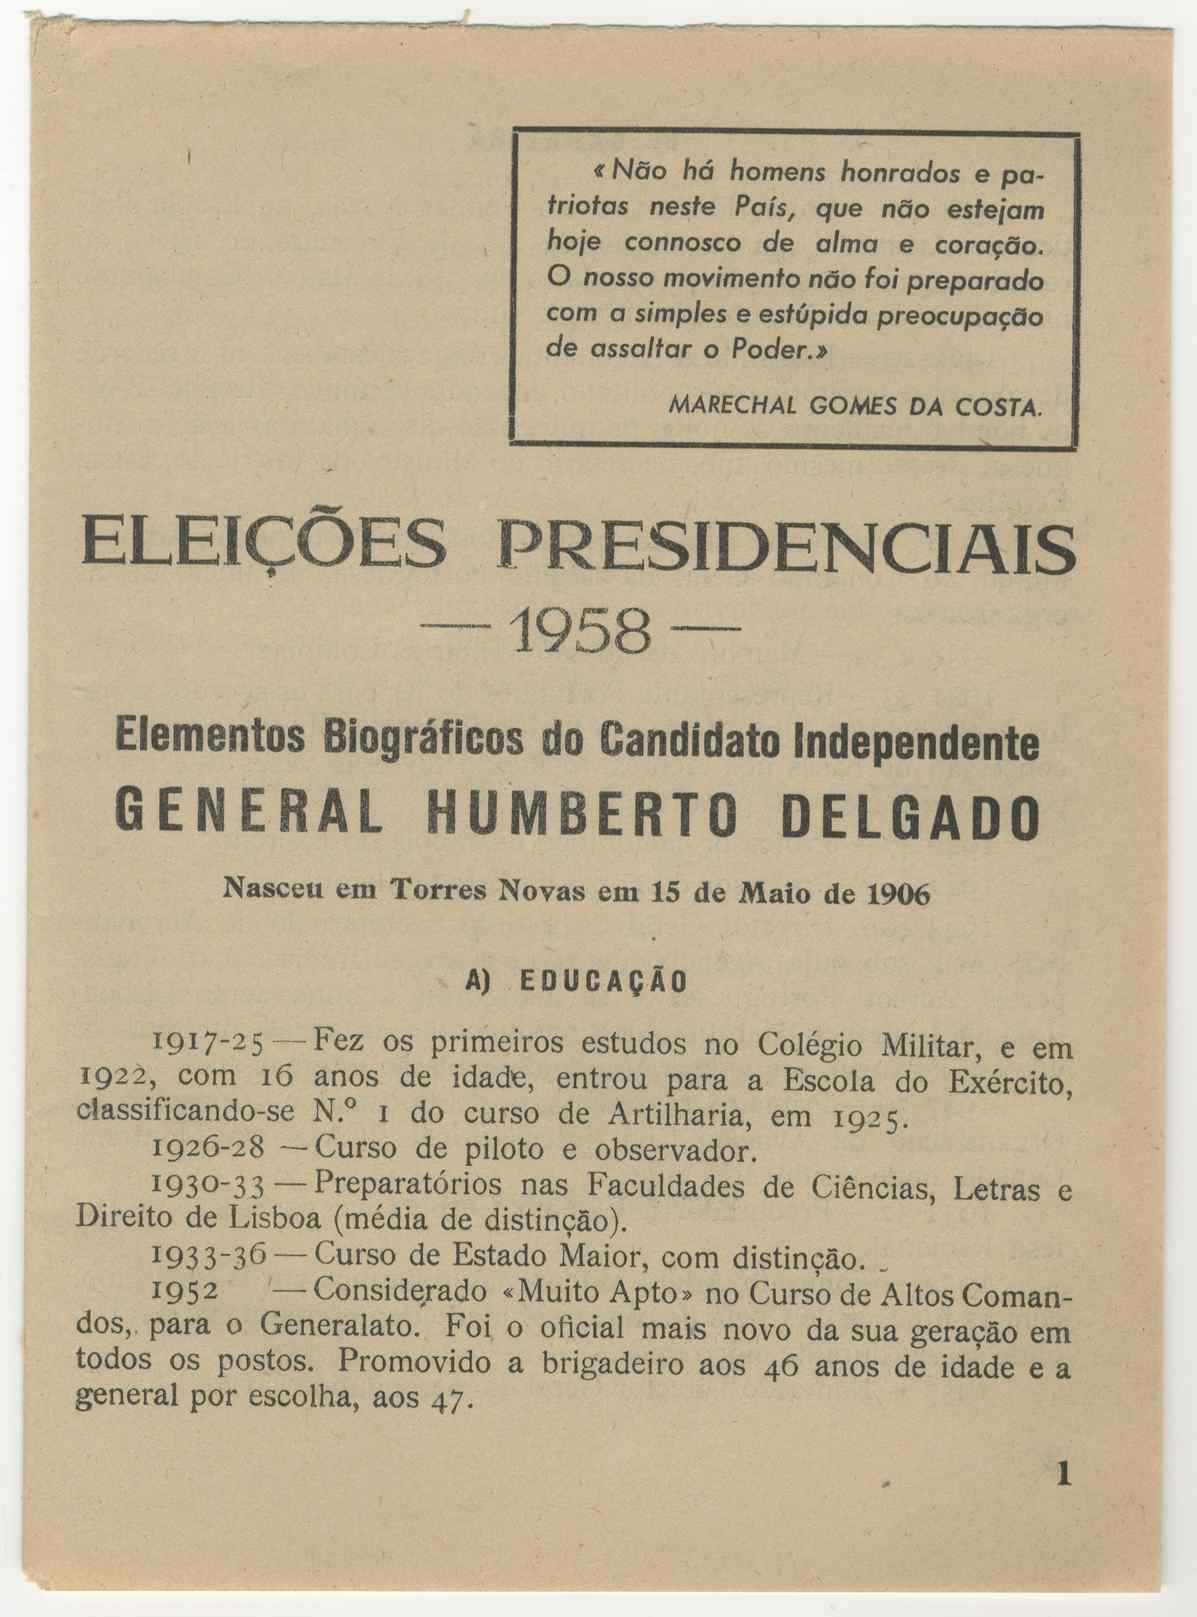 «Não há homens honrados e pa-
triotas neste País, que não estejam
hoje connosco de alma e coração.
O nosso movimento não foi preparado
com a simples e estúpida preocupação
de assaltar o Poder.»
MARECHAL GOMES DA COSTA.
ELEIÇÕES PRESIDENCIAIS
— 1958 —
Elementos Biográficos do Candidato Independente
GENERAL HUMBERTO DELGADO
Nasceu em Torres Novas em 15 de Maio de 1906
A) EDUCAÇÃO
1917-25 — Fez os primeiros estudos no Colégio Militar, e em
1922, com 16 anos de idade, entrou para a Escola do Exército,
classificando-se N.º 1 do curso de Artilharia, em 1925.
1926-28 — Curso de piloto e observador.
1930-33 — Preparatórios nas Faculdades de Ciências, Letras e
Direito de Lisboa (média de distinção).
1933-36 — Curso de Estado Maior, com distinção.
1952 — Considerado «Muito Apto» no Curso de Altos Coman-
dos, para o Generalato. Foi o oficial mais novo da sua geração em
todos os postos. Promovido a brigadeiro aos 46 anos de idade e a
general por escolha, aos 47.
1